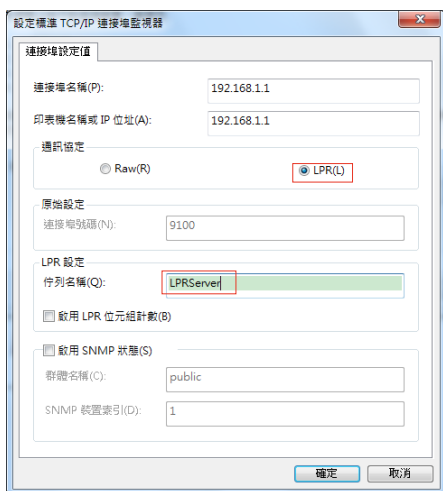 設定標準 TCP/IP 連接埠監視器
連接埠設定值
連接埠名稱(P): 192.168.1.1
印表機名稱或 IP 位址(A): 192.168.1.1
通訊協定
Raw(R) LPR(L)
原始設定
連接埠號碼(N): 9100
LPR 設定
佇列名稱(Q): LPRServer
啟用 LPR 位元組計數(B)
啟用 SNMP 狀態(S)
群體名稱(C): public
SNMP 裝置索引(D): 1
確定 取消